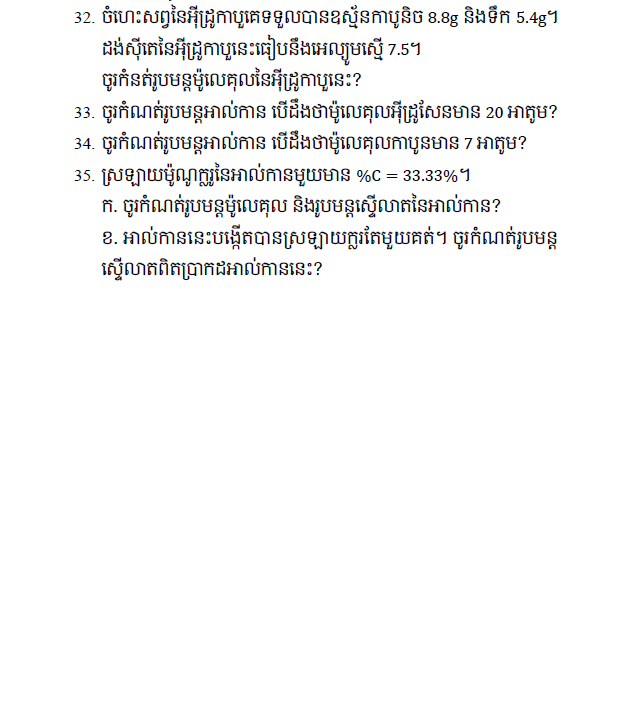 32. ចំហេះសព្វនៃអ៊ីដ្រូកាបួគេទទួលបានឧស្ម័នកាបូនិច 8.8g និងទឹក 5.4g។
ដង់ស៊ីតេនៃអ៊ីដ្រូកាបួនេះធៀបនឹងអេល្យូមស្មើ 7.5។
ចូរកំនត់រូបមន្តម៉ូលេគុលនៃអ៊ីដ្រូកាបួនេះ?
33. ចូរកំណត់រូបមន្តអាល់កាន បើដឹងថាម៉ូលេគុលអ៊ីដ្រូសែនមាន 20 អាតូម?
34. ចូរកំណត់រូបមន្តអាល់កាន បើដឹងថាម៉ូលេគុលកាបូនមាន 7 អាតូម?
35. ស្រឡាយម៉ូណូក្លរូនៃអាល់កានមួយមាន %C = 33.33%។
ក. ចូរកំណត់រូបមន្តម៉ូលេគុល និងរូបមន្តស្ទើលាតនៃអាល់កាន?
ខ. អាល់កាននេះបង្កើតបានស្រឡាយក្លរតែមួយគត់។ ចូរកំណត់រូបមន្ត
ស្ទើលាតពិតប្រាកដអាល់កាននេះ?